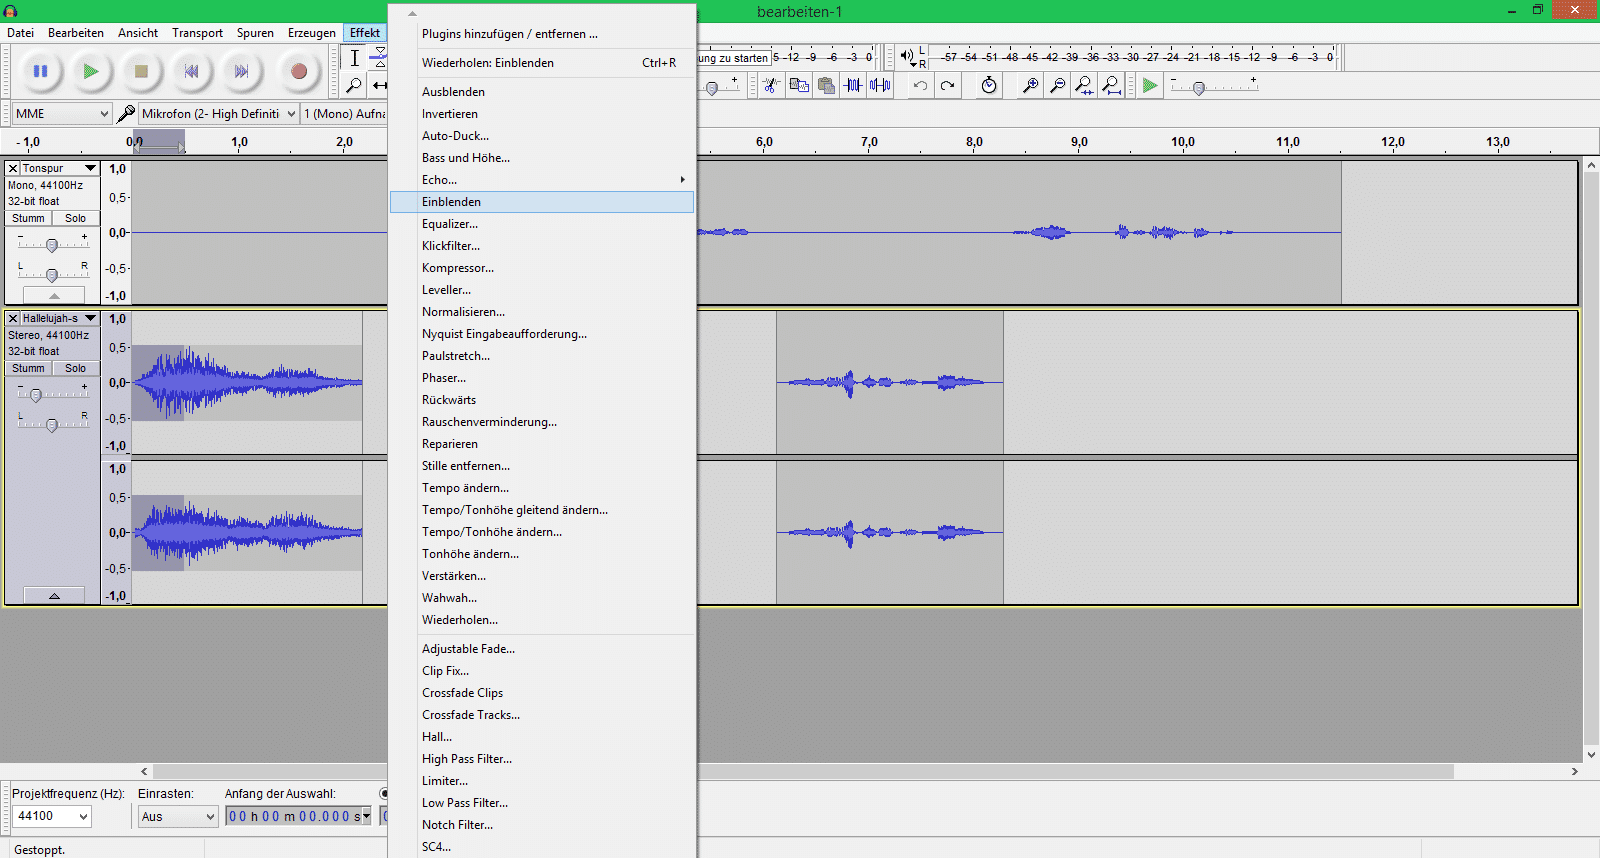 bearbeiten-1
Datei Bearbeiten Ansicht Transport Spuren Erzeugen Effekt
ung zu starten
5 -12 -9 -6 -3 0
L
R
-57 -54 -51 -48 -45 -42 -39 -36 -33 -30 -27 -24 -21 -18 -15 -12 -9 -6 -3 0
- +
- +
MME
Mikrofon (2- High Definiti
1 (Mono) Aufna
-1,0 0,0 1,0 2,0 6,0 7,0 8,0 9,0 10,0 11,0 12,0 13,0
Tonspur
Mono, 44100Hz
32-bit float
Stumm Solo
- +
L R
1,0
0,5-
0,0-
-0,5-
-1,0
Hallelujah-s
Stereo, 44100Hz
32-bit float
Stumm Solo
- +
L R
1,0
0,5-
0,0-
-0,5-
-1,0
1,0
0,5-
0,0-
-0,5-
-1,0
Plugins hinzufügen / entfernen ...
Wiederholen: Einblenden Ctrl+R
Ausblenden
Invertieren
Auto-Duck...
Bass und Höhe...
Echo...
Einblenden
Equalizer...
Klickfilter...
Kompressor...
Leveller...
Normalisieren...
Nyquist Eingabeaufforderung...
Paulstretch...
Phaser...
Rückwärts
Rauschenverminderung...
Reparieren
Stille entfernen...
Tempo ändern...
Tempo/Tonhöhe gleitend ändern...
Tempo/Tonhöhe ändern...
Tonhöhe ändern...
Verstärken...
Wahwah...
Wiederholen...
Adjustable Fade...
Clip Fix...
Crossfade Clips
Crossfade Tracks...
Hall...
High Pass Filter...
Limiter...
Low Pass Filter...
Notch Filter...
SC4...
Projektfrequenz (Hz): Einrasten: Anfang der Auswahl:
44100 Aus 00 h 00 m 00.000 s
Gestoppt.